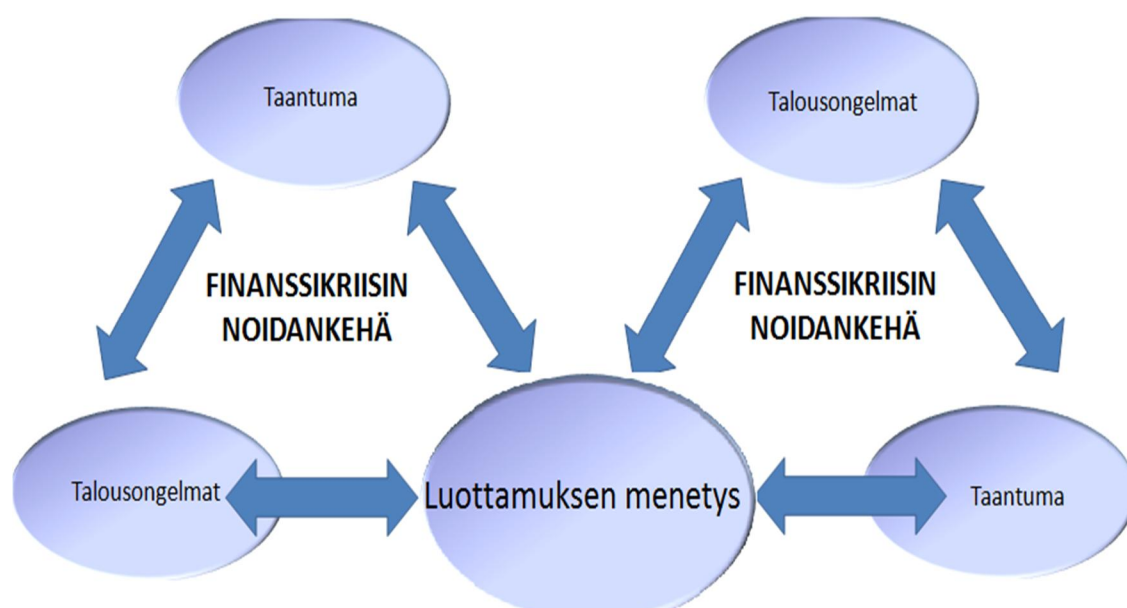 Taantuma
Talousongelmat
FINANSSIKRIISIN
NOIDANKEHÄ
FINANSSIKRIISIN
NOIDANKEHÄ
Talousongelmat
Luottamuksen menetys
Taantuma